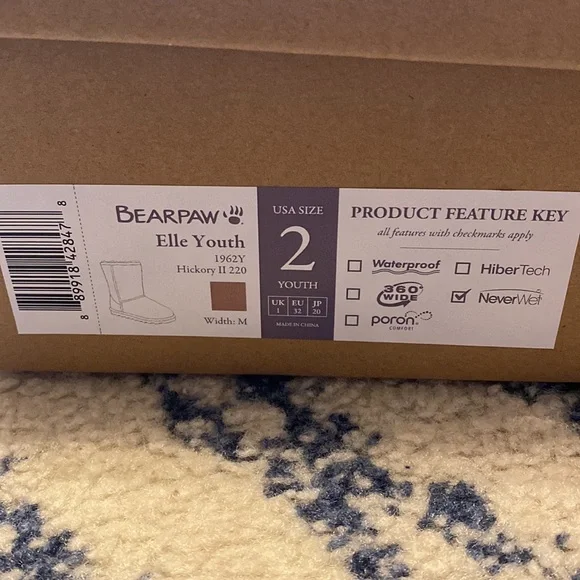 8 89918 42847 8
BEARPAW
Elle Youth
1962Y
Hickory II 220
Width: M
USA SIZE
2
YOUTH
UK EU JP
1 32 20
MADE IN CHINA
PRODUCT FEATURE KEY
all features with checkmarks apply
Waterproof HiberTech
360° WIDE NeverWet
poron COMFORT